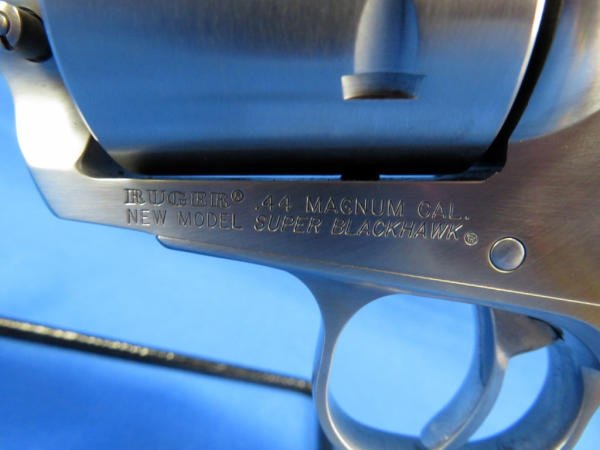 RUGER® .44 MAGNUM CAL.
NEW MODEL SUPER BLACKHAWK®